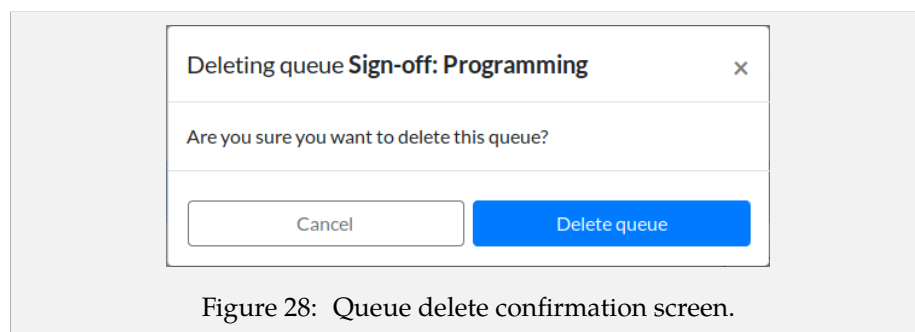 Deleting queue Sign-off: Programming ×
Are you sure you want to delete this queue?
Cancel Delete queue
Figure 28: Queue delete confirmation screen.